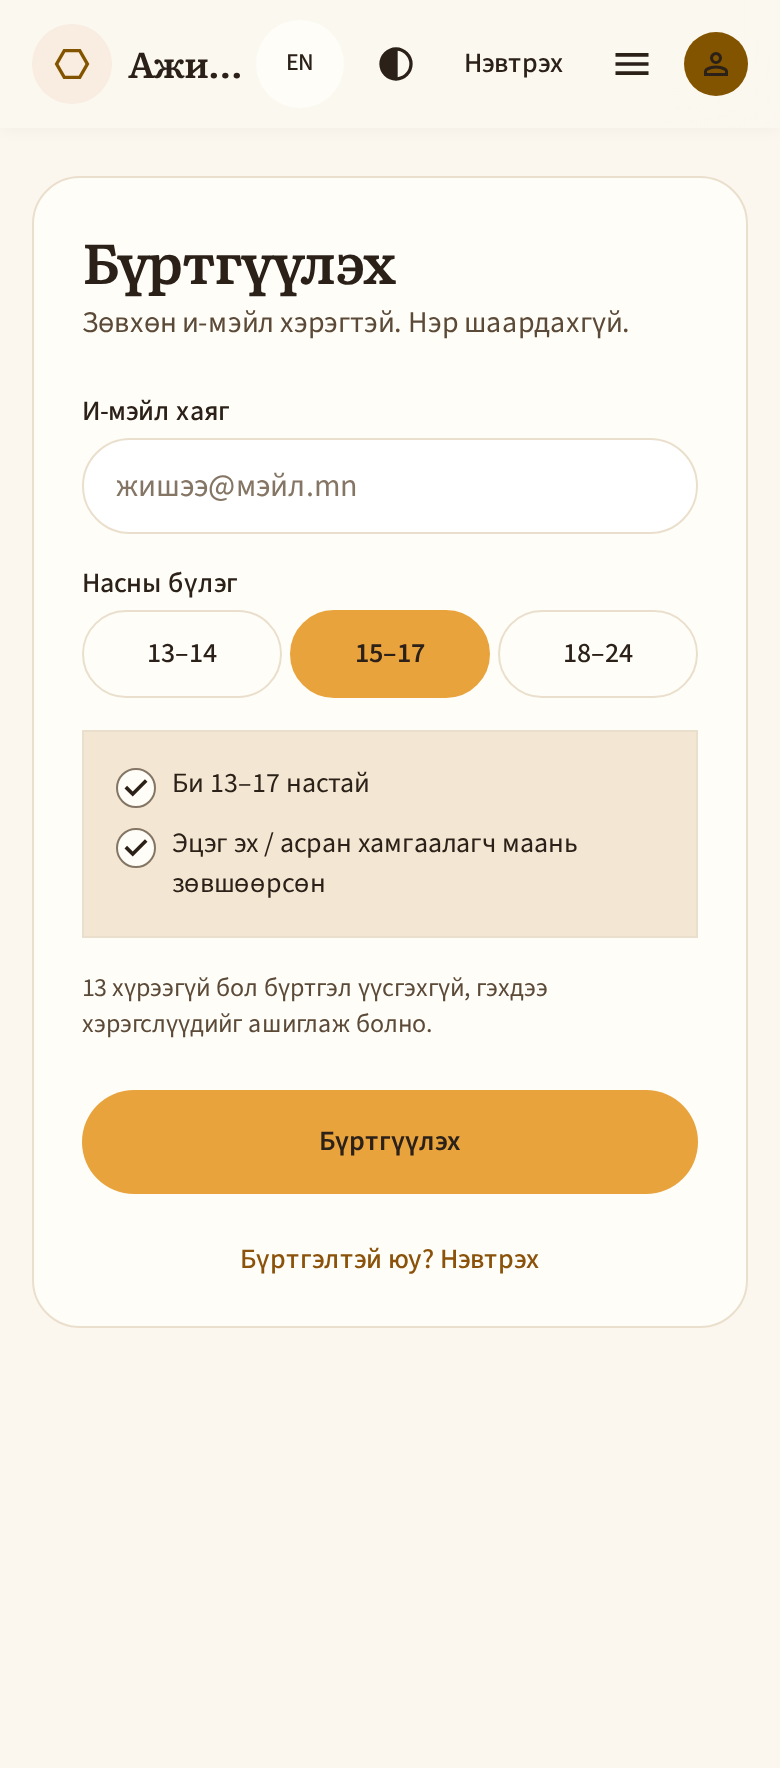 Ажи...
EN
Нэвтрэх
Бүртгүүлэх
Зөвхөн и-мэйл хэрэгтэй. Нэр шаардахгүй.
И-мэйл хаяг
жишээ@мэйл.mn
Насны бүлэг
13–14
15–17
18–24
Би 13–17 настай
Эцэг эх / асран хамгаалагч маань
зөвшөөрсөн
13 хүрээгүй бол бүртгэл үүсгэхгүй, гэхдээ
хэрэгслүүдийг ашиглаж болно.
Бүртгүүлэх
Бүртгэлтэй юу? Нэвтрэх